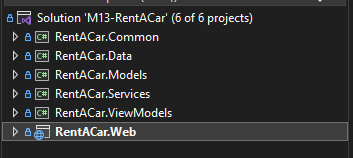 Solution 'M13-RentACar' (6 of 6 projects)
RentACar.Common
RentACar.Data
RentACar.Models
RentACar.Services
RentACar.ViewModels
RentACar.Web